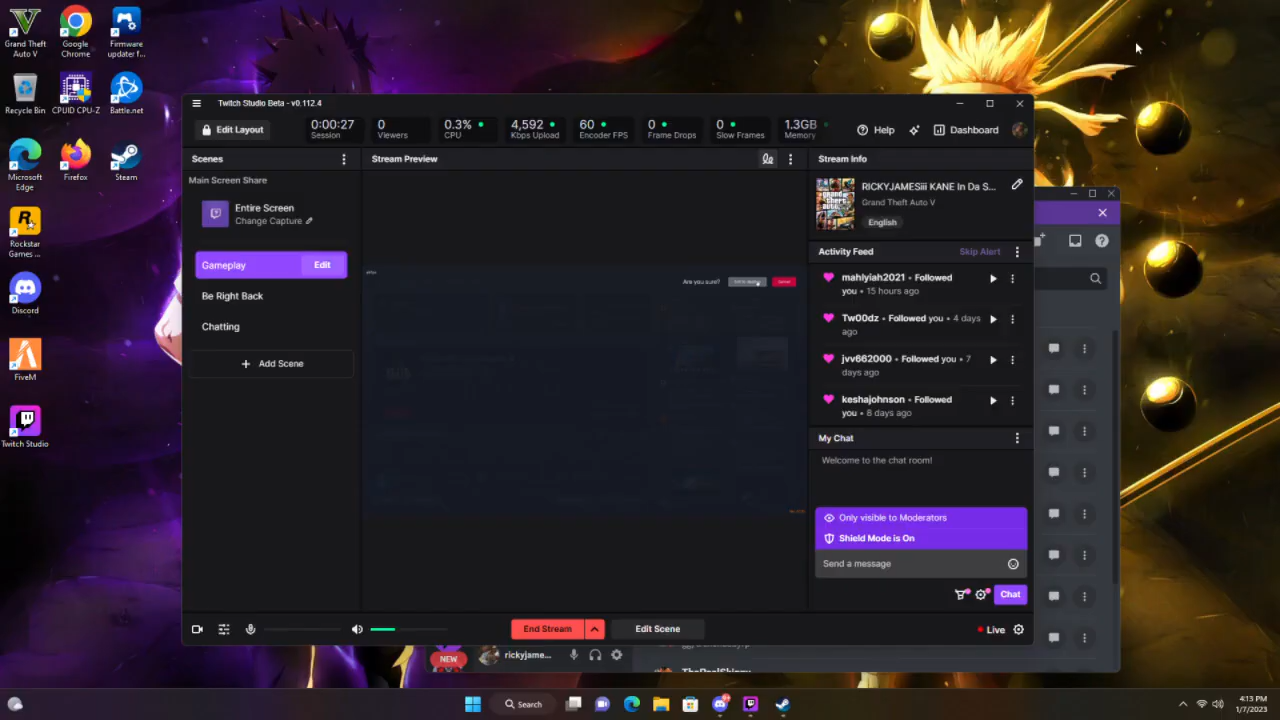 Grand Theft
Auto V
Google
Chrome
Firmware
updater f...
Recycle Bin
CPUID CPU-Z
Battle.net
Microsoft
Edge
Firefox
Steam
Rockstar
Games ...
Discord
FiveM
Twitch Studio
Twitch Studio Beta - v0.112.4
Edit Layout
0:00:27
Session
0
Viewers
0.3%
CPU
4,592
Kbps Upload
60
Encoder FPS
0
Frame Drops
0
Slow Frames
1.3GB
Memory
Help
Dashboard
Scenes
Main Screen Share
Entire Screen
Change Capture
Gameplay
Edit
Be Right Back
Chatting
+ Add Scene
Stream Preview
Are you sure?
Stream Info
RICKYJAMESiii KANE In Da S...
Grand Theft Auto V
English
Activity Feed
Skip Alert
mahlyiah2021 • Followed
you • 15 hours ago
Tw00dz • Followed you • 4 days
ago
jvv662000 • Followed you • 7
days ago
keshajohnson • Followed
you • 8 days ago
My Chat
Welcome to the chat room!
Only visible to Moderators
Shield Mode is On
Send a message
Chat
End Stream
Edit Scene
Live
NEW
rickyjame...
Search
4:13 PM
1/7/2023